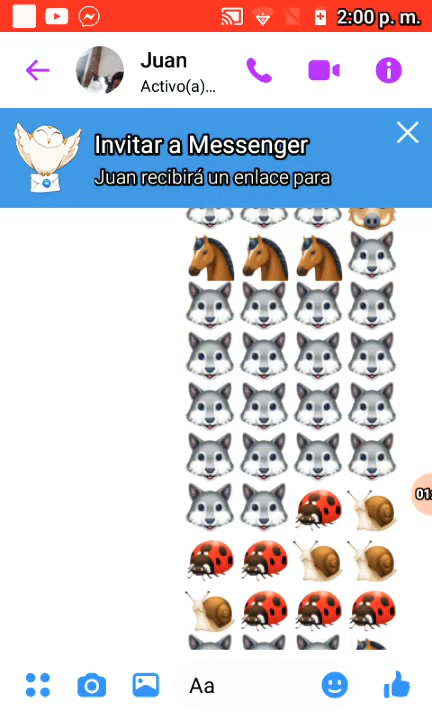 2:00 p. m.
Juan
Activo(a)...
Invitar a Messenger
Juan recibirá un enlace para
Aa